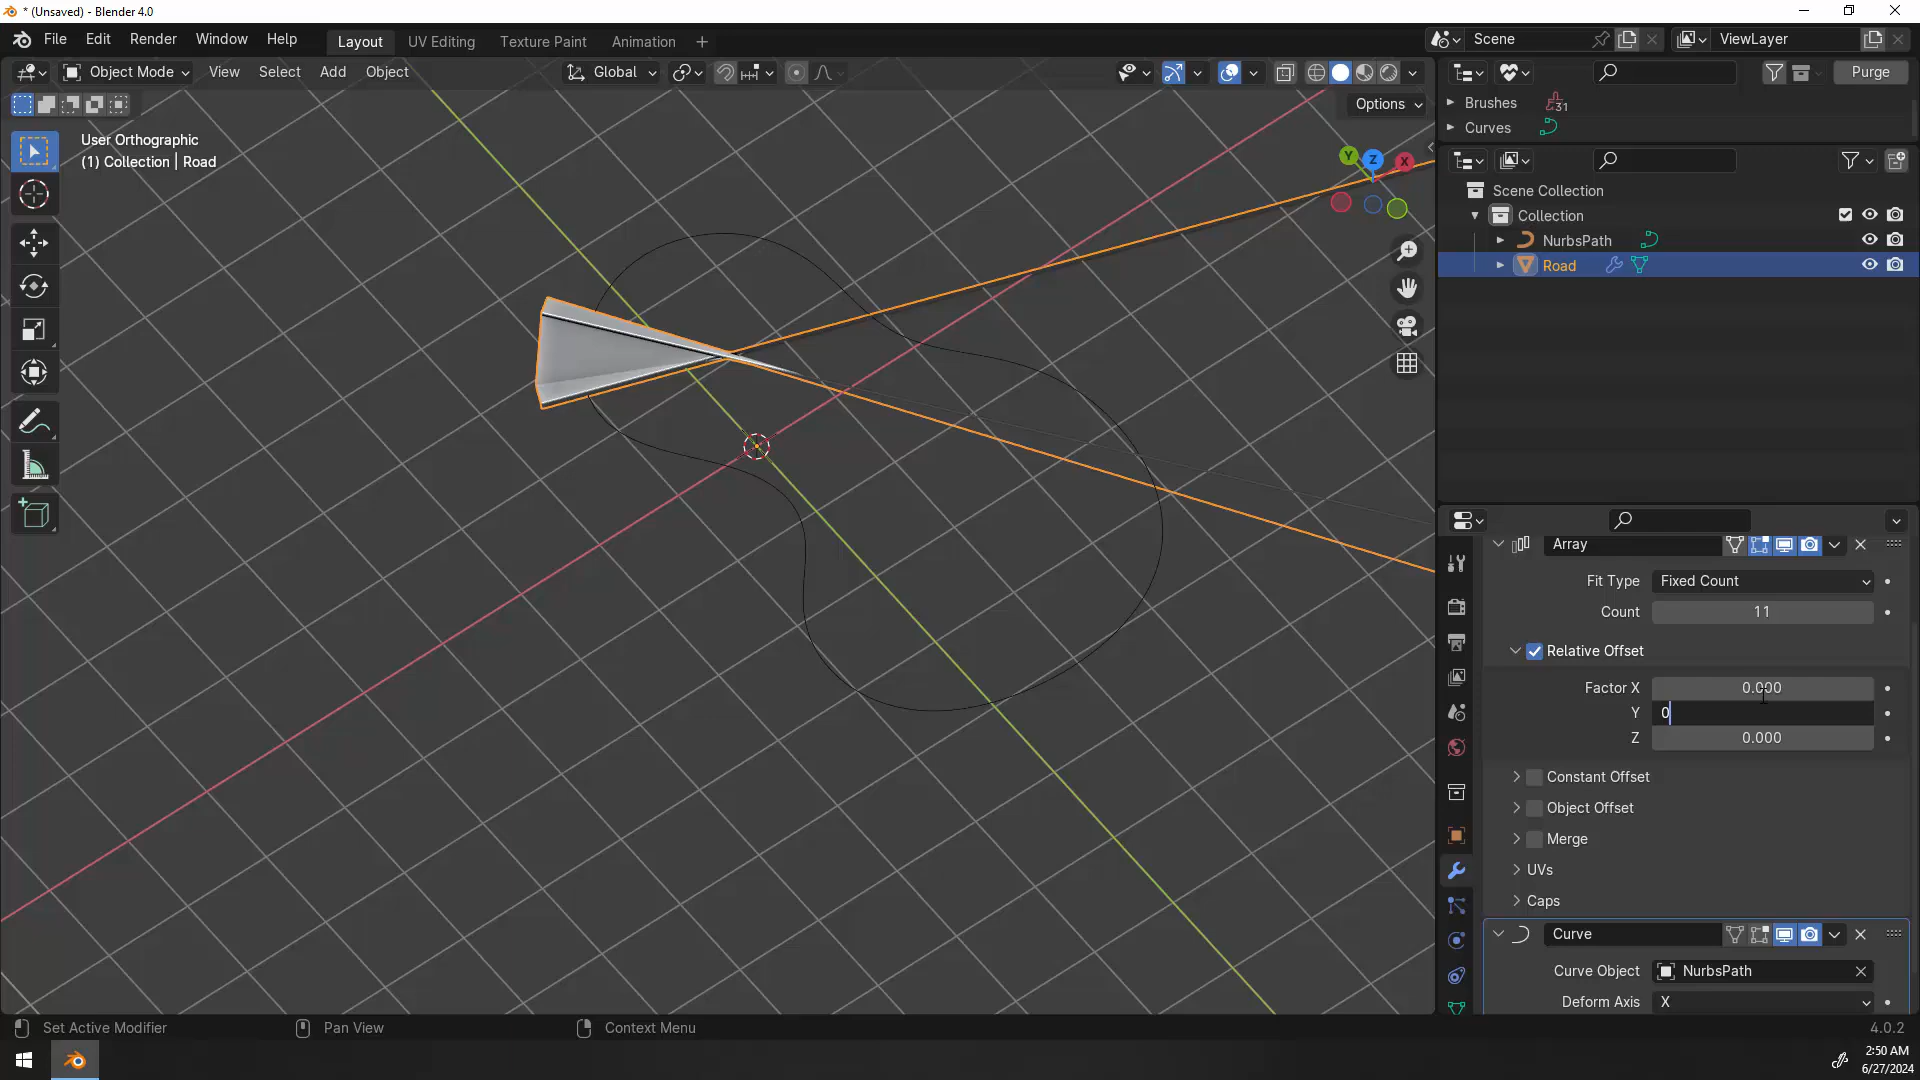 * (Unsaved) - Blender 4.0
File Edit Render Window Help
Layout UV Editing Texture Paint Animation +
Scene
ViewLayer
Object Mode View Select Add Object
Global
Purge
Options
Brushes 31
Curves
User Orthographic
(1) Collection | Road
Y Z X
Scene Collection
Collection
NurbsPath
Road
Array
Fit Type Fixed Count
Count 11
Relative Offset
Factor X 0.000
Y 0
Z 0.000
Constant Offset
Object Offset
Merge
UVs
Caps
Curve
Curve Object NurbsPath
Deform Axis X
Set Active Modifier Pan View Context Menu 4.0.2
2:50 AM
6/27/2024